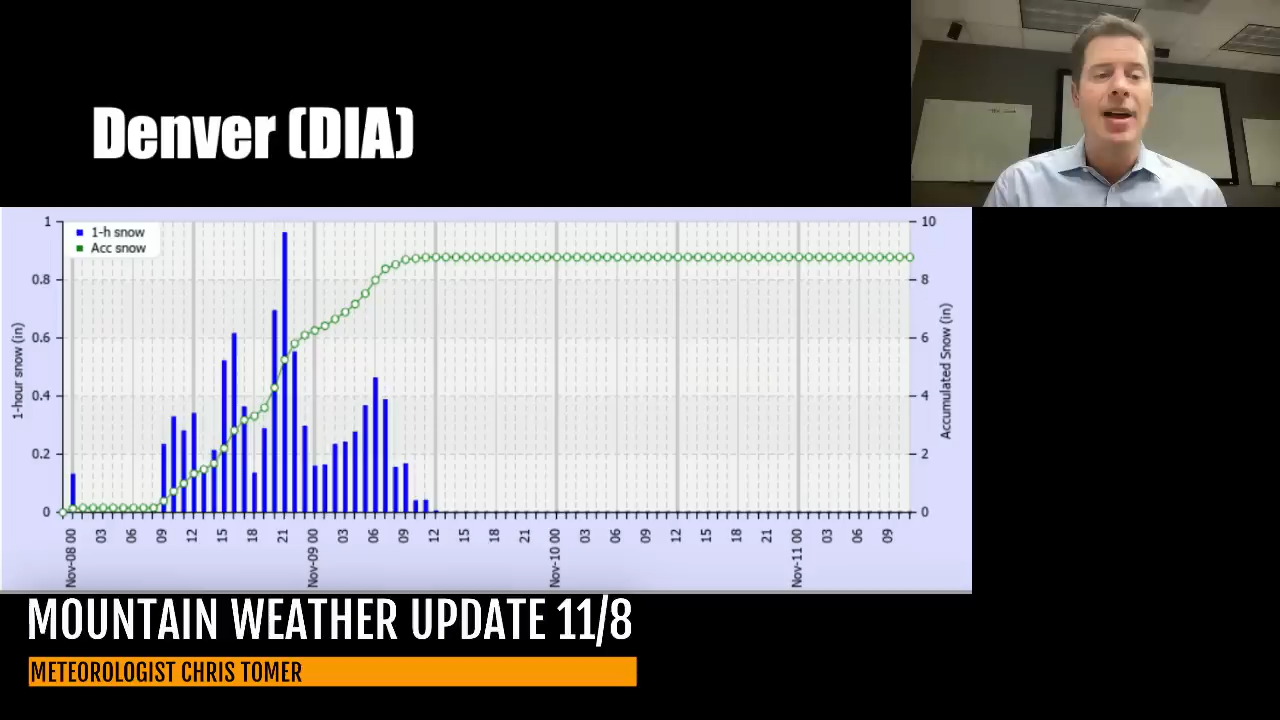 Denver (DIA)
1-h snow
Acc snow
1-hour snow (in)
1
0.8
0.6
0.4
0.2
0
10
8
6
4
2
0
Accumulated Snow (in)
Nov-08 00 03 06 09 12 15 18 21 Nov-09 00 03 06 09 12 15 18 21 Nov-10 00 03 06 09 12 15 18 21 Nov-11 00 03 06 09
MOUNTAIN WEATHER UPDATE 11/8
METEOROLOGIST CHRIS TOMER